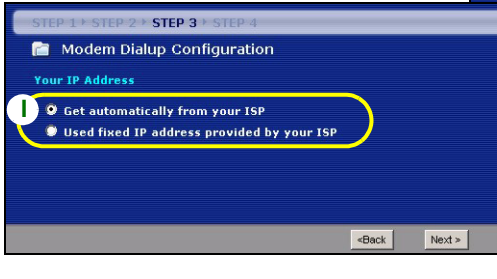 STEP 1 › STEP 2 › STEP 3 › STEP 4
Modem Dialup Configuration
Your IP Address
1
Get automatically from your ISP
Used fixed IP address provided by your ISP
<Back Next >